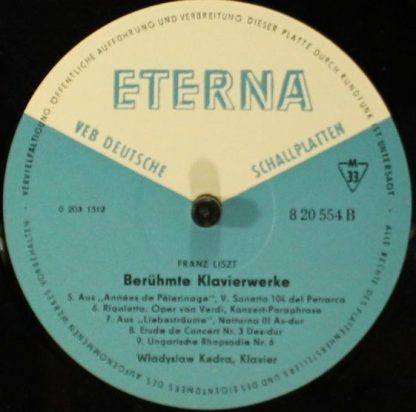 ETERNA
VEB DEUTSCHE SCHALLPLATTEN
M
33
0 203 1512
8 20 554 B
FRANZ LISZT
Berühmte Klavierwerke
5. Aus „Années de Pèlerinage", V. Sonetto 104 del Petrarca
6. Rigoletto. Oper von Verdi, Konzert-Paraphrase
7. Aus „Liebesträume", Notturno III As-dur
8. Etude de Concert Nr. 3 Des-dur
9. Ungarische Rhapsodie Nr. 6
Wladyslaw Kedra, Klavier
ALLE RECHTE DES PLATTENHERSTELLERS UND DES EIGENTÜMERS DES AUFGENOMMENEN WERKES VORBEHALTEN
VERVIELFÄLTIGUNG, ÖFFENTLICHE AUFFÜHRUNG UND VERBREITUNG DIESER PLATTE DURCH RUNDFUNK IST UNTERSAGT